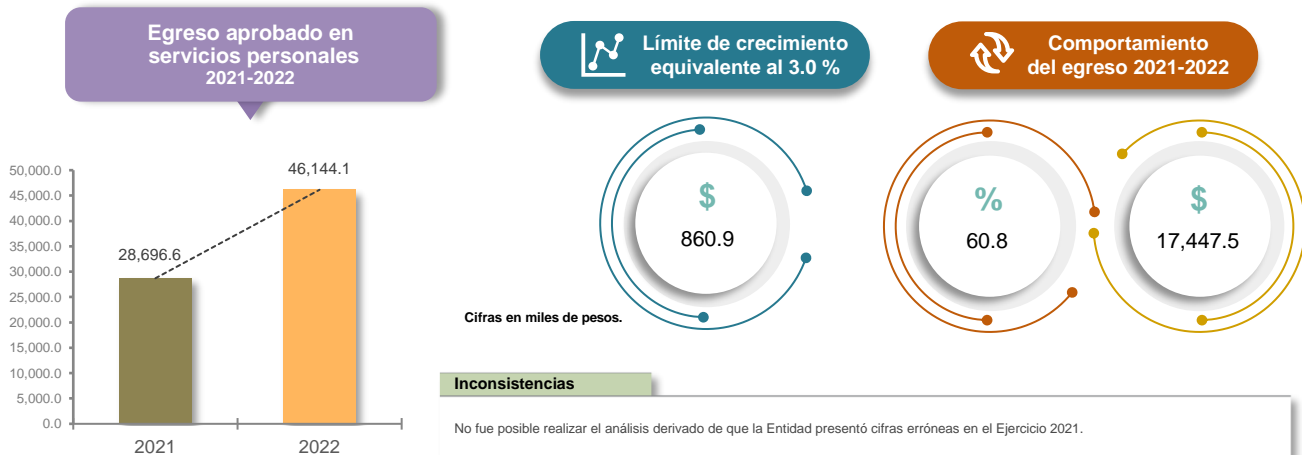 Egreso aprobado en
servicios personales
2021-2022
Límite de crecimiento
equivalente al 3.0 %
Comportamiento
del egreso 2021-2022
50,000.0
45,000.0
40,000.0
35,000.0
30,000.0
25,000.0
20,000.0
15,000.0
10,000.0
5,000.0
0.0
28,696.6
46,144.1
2021
2022
$
860.9
%
60.8
$
17,447.5
Cifras en miles de pesos.
Inconsistencias
No fue posible realizar el análisis derivado de que la Entidad presentó cifras erróneas en el Ejercicio 2021.